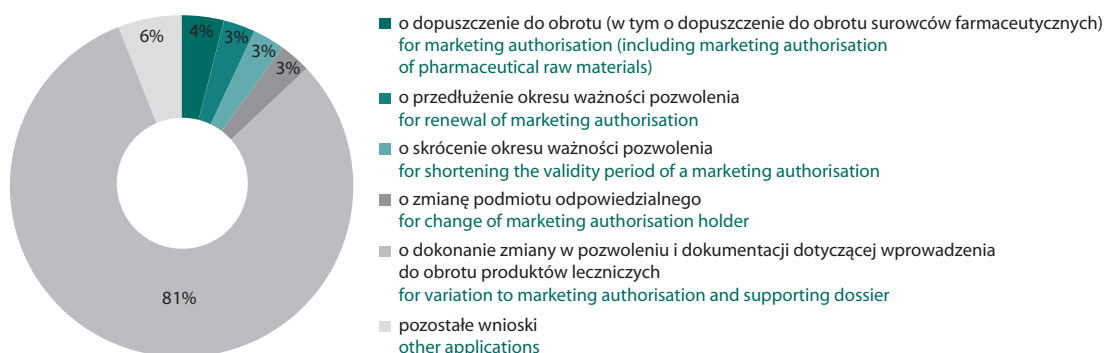 6%
4%
3%
3%
3%
81%
o dopuszczenie do obrotu (w tym o dopuszczenie do obrotu surowców farmaceutycznych)
for marketing authorisation (including marketing authorisation
of pharmaceutical raw materials)
o przedłużenie okresu ważności pozwolenia
for renewal of marketing authorisation
o skrócenie okresu ważności pozwolenia
for shortening the validity period of a marketing authorisation
o zmianę podmiotu odpowiedzialnego
for change of marketing authorisation holder
o dokonanie zmiany w pozwoleniu i dokumentacji dotyczącej wprowadzenia
do obrotu produktów leczniczych
for variation to marketing authorisation and supporting dossier
pozostałe wnioski
other applications